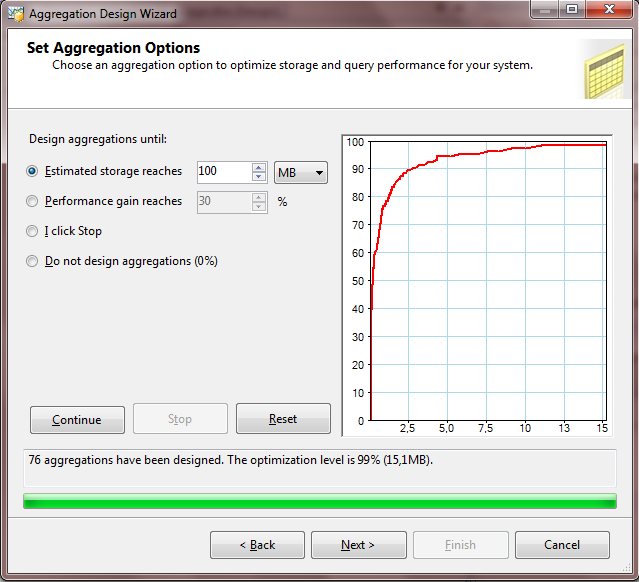 Aggregation Design Wizard
Set Aggregation Options
Choose an aggregation option to optimize storage and query performance for your system.
Design aggregations until:
Estimated storage reaches 100 MB
Performance gain reaches 30 %
I click Stop
Do not design aggregations (0%)
100
90
80
70
60
50
40
30
20
10
0
2,5 5,0 7,5 10 13 15
Continue Stop Reset
76 aggregations have been designed. The optimization level is 99% (15,1MB).
< Back Next > Finish Cancel